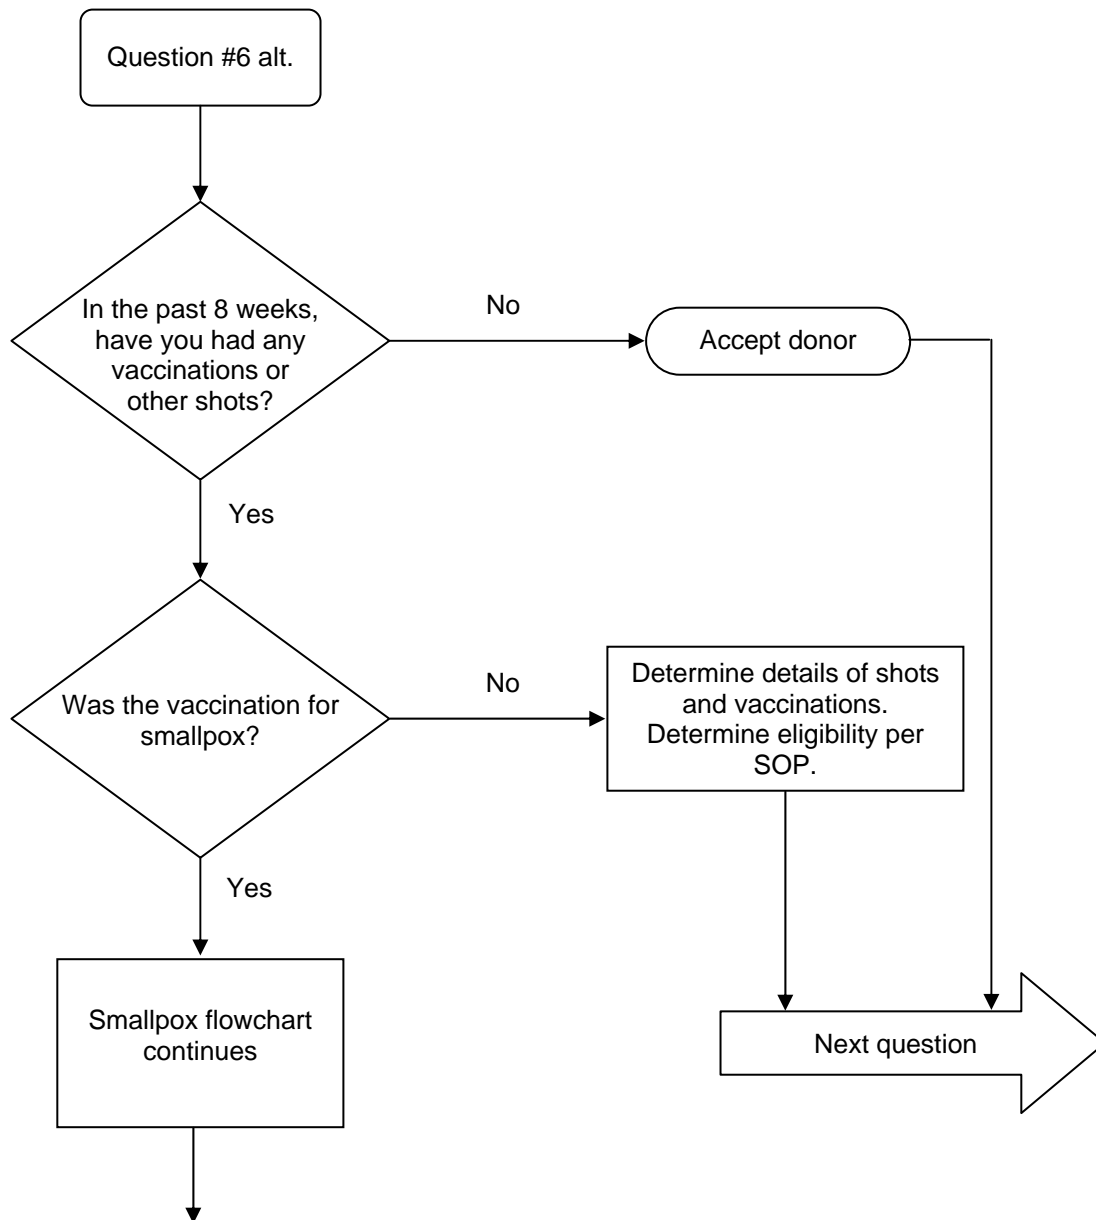 Question #6 alt.
In the past 8 weeks,
have you had any
vaccinations or
other shots?
No
Accept donor
Yes
Was the vaccination for
smallpox?
No
Determine details of shots
and vaccinations.
Determine eligibility per
SOP.
Yes
Smallpox flowchart
continues
Next question